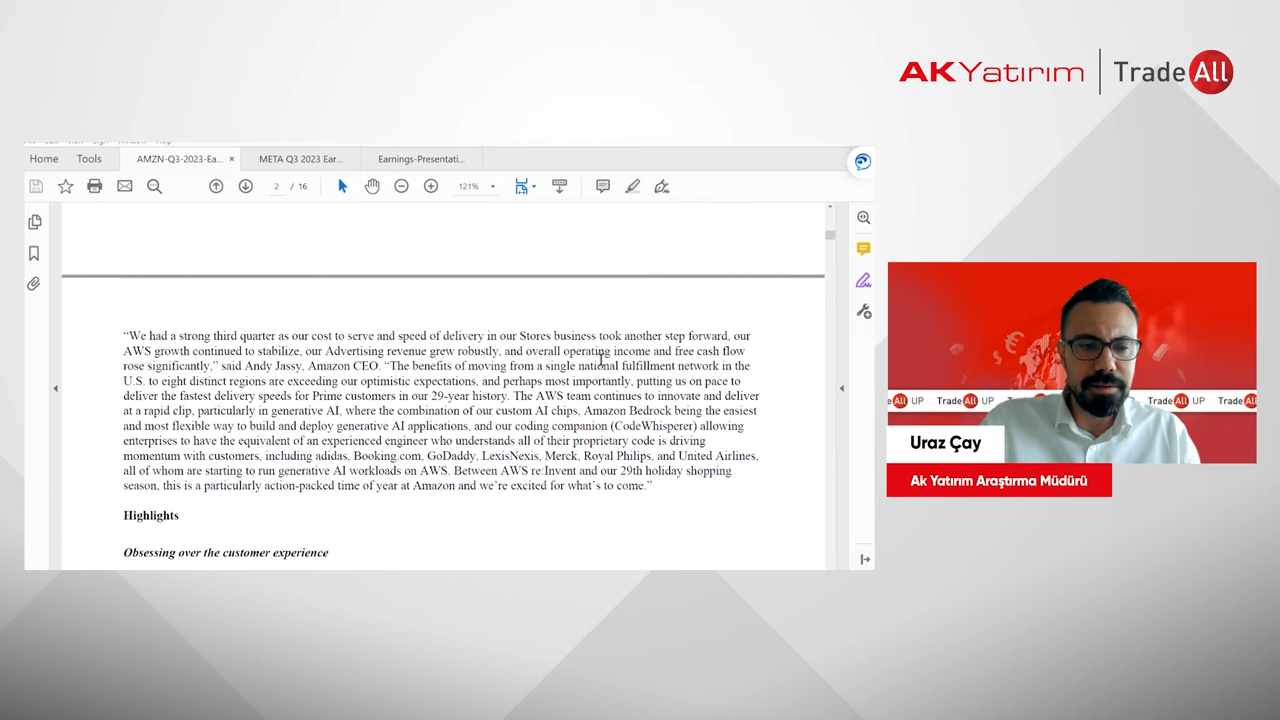 AKYatırım TradeAll
Home Tools AMZN-Q3-2023-Ea... × META Q3 2023 Ear... Earnings-Presentati...
2 / 16 121%
“We had a strong third quarter as our cost to serve and speed of delivery in our Stores business took another step forward, our
AWS growth continued to stabilize, our Advertising revenue grew robustly, and overall operating income and free cash flow
rose significantly,” said Andy Jassy, Amazon CEO. “The benefits of moving from a single national fulfillment network in the
U.S. to eight distinct regions are exceeding our optimistic expectations, and perhaps most importantly, putting us on pace to
deliver the fastest delivery speeds for Prime customers in our 29-year history. The AWS team continues to innovate and deliver
at a rapid clip, particularly in generative AI, where the combination of our custom AI chips, Amazon Bedrock being the easiest
and most flexible way to build and deploy generative AI applications, and our coding companion (CodeWhisperer) allowing
enterprises to have the equivalent of an experienced engineer who understands all of their proprietary code is driving
momentum with customers, including adidas, Booking.com, GoDaddy, LexisNexis, Merck, Royal Philips, and United Airlines,
all of whom are starting to run generative AI workloads on AWS. Between AWS re:Invent and our 29th holiday shopping
season, this is a particularly action-packed time of year at Amazon and we’re excited for what’s to come.”
Highlights
Obsessing over the customer experience
All UP TradeAll UP TradeAll UP TradeAll
Uraz Çay
Ak Yatırım Araştırma Müdürü